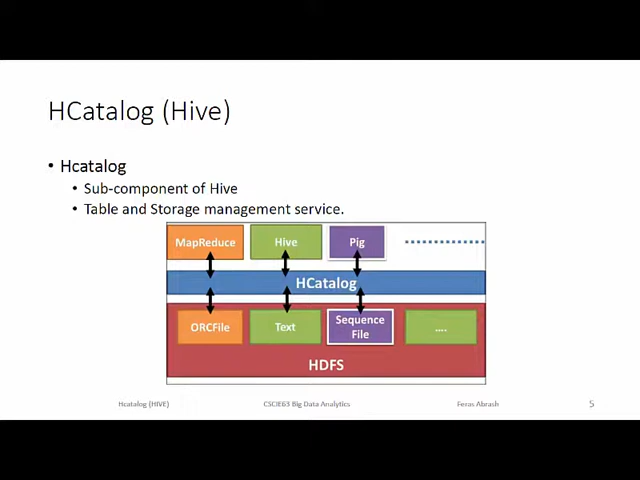 HCatalog (Hive)
• Hcatalog
• Sub-component of Hive
• Table and Storage management service.
MapReduce
Hive
Pig
HCatalog
ORCFile
Text
Sequence
File
....
HDFS
Hcatalog (HIVE)
CSCIE63 Big Data Analytics
Feras Abrash
5